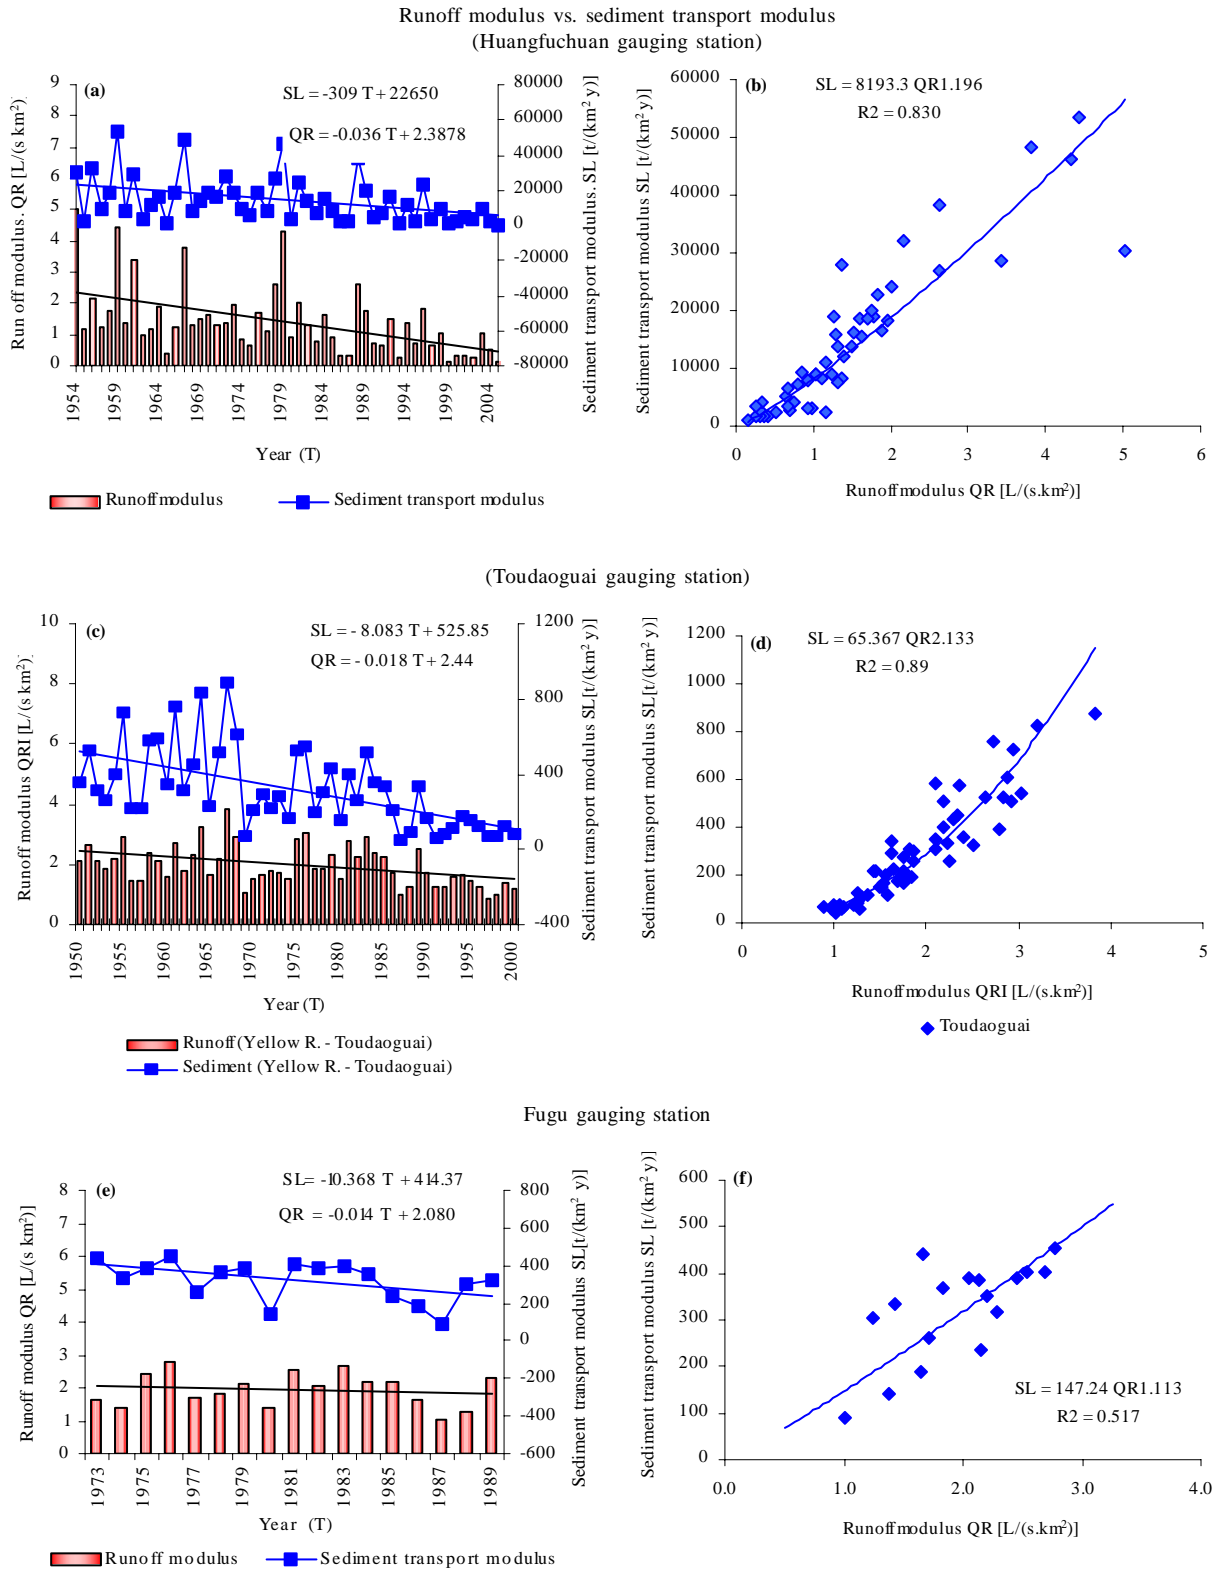 Runoff modulus vs. sediment transport modulus
(Huangfuchuan gauging station)
(a)
SL = -309 T + 22650
QR = -0.036 T + 2.3878
Run off modulus. QR [L/(s km²)]
9
8
7
6
5
4
3
2
1
0
80000
60000
40000
20000
0
-20000
-40000
-60000
-80000
Sediment transport modulus. SL [t/(km² y)]
1954
1959
1964
1969
1974
1979
1984
1989
1994
1999
2004
Year (T)
Runoff modulus
Sediment transport modulus
(b)
SL = 8193.3 QR1.196
R2 = 0.830
Sediment transport modulus SL [t/(km² y)]
60000
50000
40000
30000
20000
10000
0
0 1 2 3 4 5 6
Runoff modulus QR [L/(s.km²)]
(Toudaoguai gauging station)
(c)
SL = - 8.083 T + 525.85
QR = - 0.018 T + 2.44
Runoff modulus QRI [L/(s km²)]
10
8
6
4
2
0
1200
800
400
0
-400
Sediment transport modulus SL[t/(km² y)]
1950
1955
1960
1965
1970
1975
1980
1985
1990
1995
2000
Year (T)
Runoff (Yellow R. - Toudaoguai)
Sediment (Yellow R. - Toudaoguai)
(d)
SL = 65.367 QR2.133
R2 = 0.89
Sediment transport modulus SL[t/(km² y)]
1200
1000
800
600
400
200
0
0 1 2 3 4 5
Runoff modulus QRI [L/(s.km²)]
Toudaoguai
Fugu gauging station
(e)
SL= -10.368 T + 414.37
QR = -0.014 T + 2.080
Runoff modulus QR [L/(s km²)]
8
7
6
5
4
3
2
1
0
800
600
400
200
0
-200
-400
-600
Sediment transport modulus SL[t/(km² y)]
1973
1975
1977
1979
1981
1983
1985
1987
1989
Year (T)
Runoff modulus
Sediment transport modulus
(f)
SL = 147.24 QR1.113
R2 = 0.517
Sediment transport modulus SL [t/(km² y)]
600
500
400
300
200
100
0
0.0 1.0 2.0 3.0 4.0
Runoff modulus QR [L/(s.km²)]